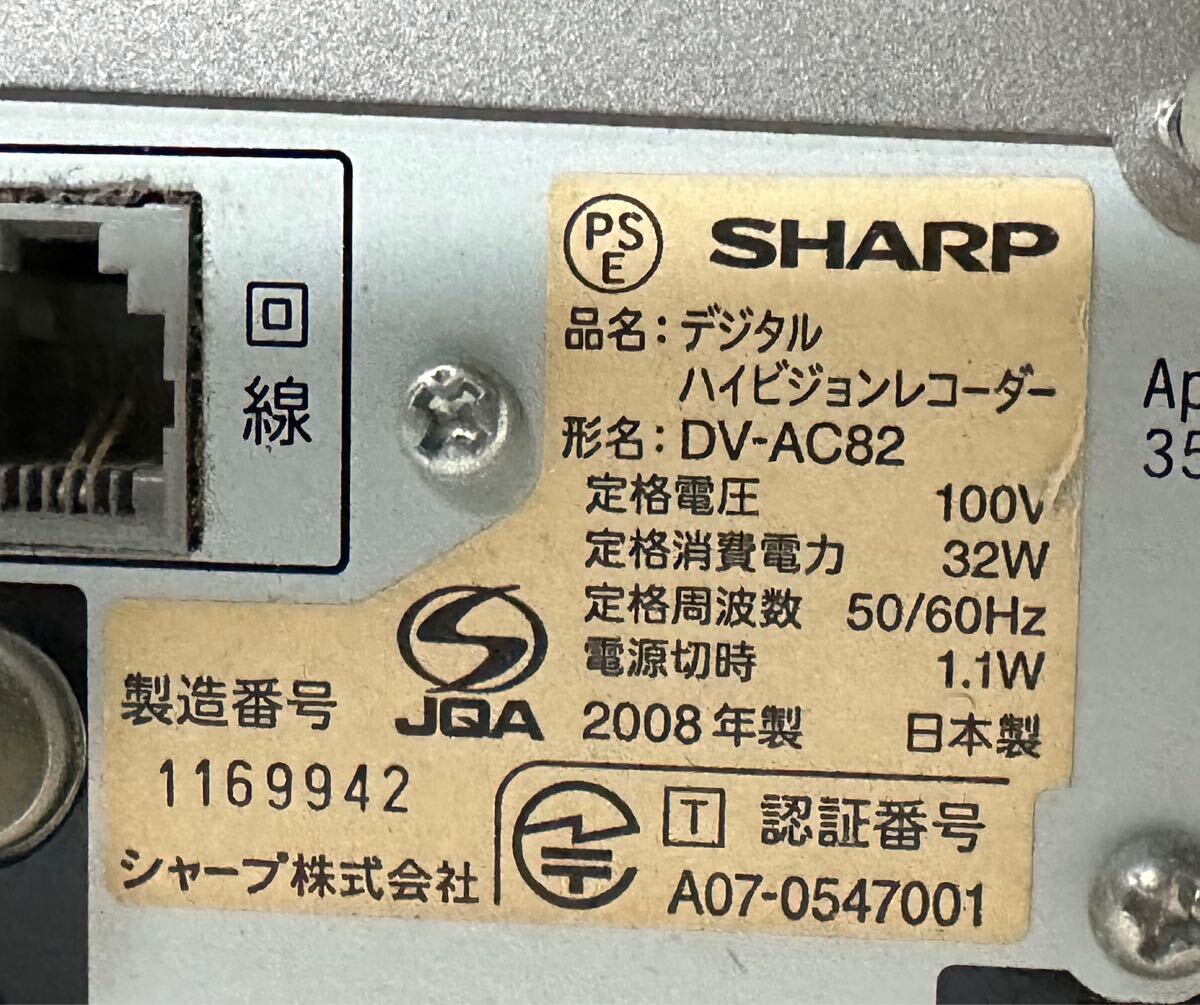 回
線
PS
E
SHARP
品名：デジタル
ハイビジョンレコーダー
形名：DV-AC82
定格電圧 100V
定格消費電力 32W
定格周波数 50/60Hz
電源切時 1.1W
2008年製 日本製
JQA
製造番号
1169942
シャープ株式会社
T 認証番号
A07-0547001